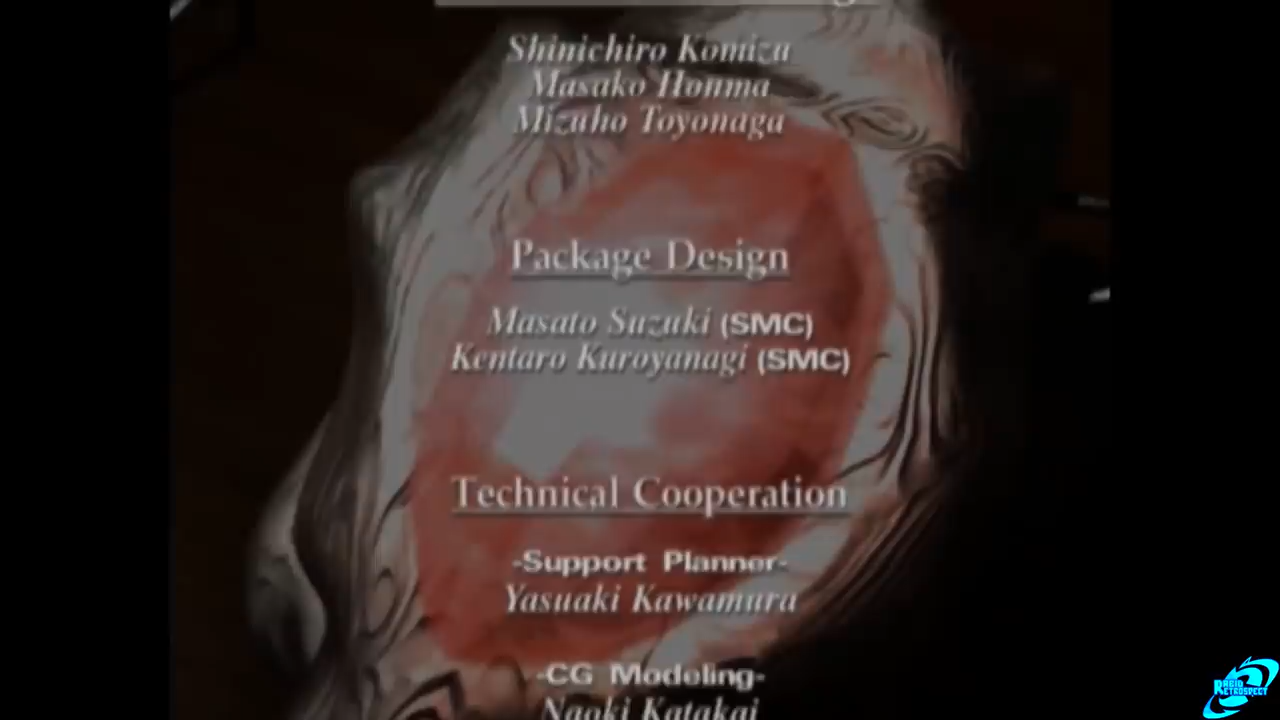 Shinichiro Komiza
Masako Honma
Mizuho Toyonaga
Package Design
Masato Suzuki (SMC)
Kentaro Kuroyanagi (SMC)
Technical Cooperation
-Support Planner-
Yasuaki Kawamura
-CG Modeling-
Naoki Katakai
RETROSPECT